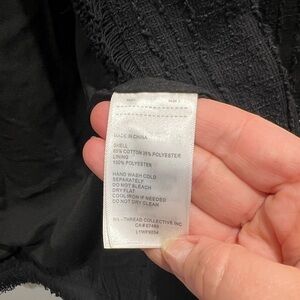 MADE IN CHINA
SHELL
65% COTTON 35% POLYESTER
LINING
100% POLYESTER
HAND WASH COLD
SEPARATELY
DO NOT BLEACH
DRY FLAT
COOL IRON IF NEEDED
DO NOT DRY CLEAN
THREAD COLLECTIVE INC